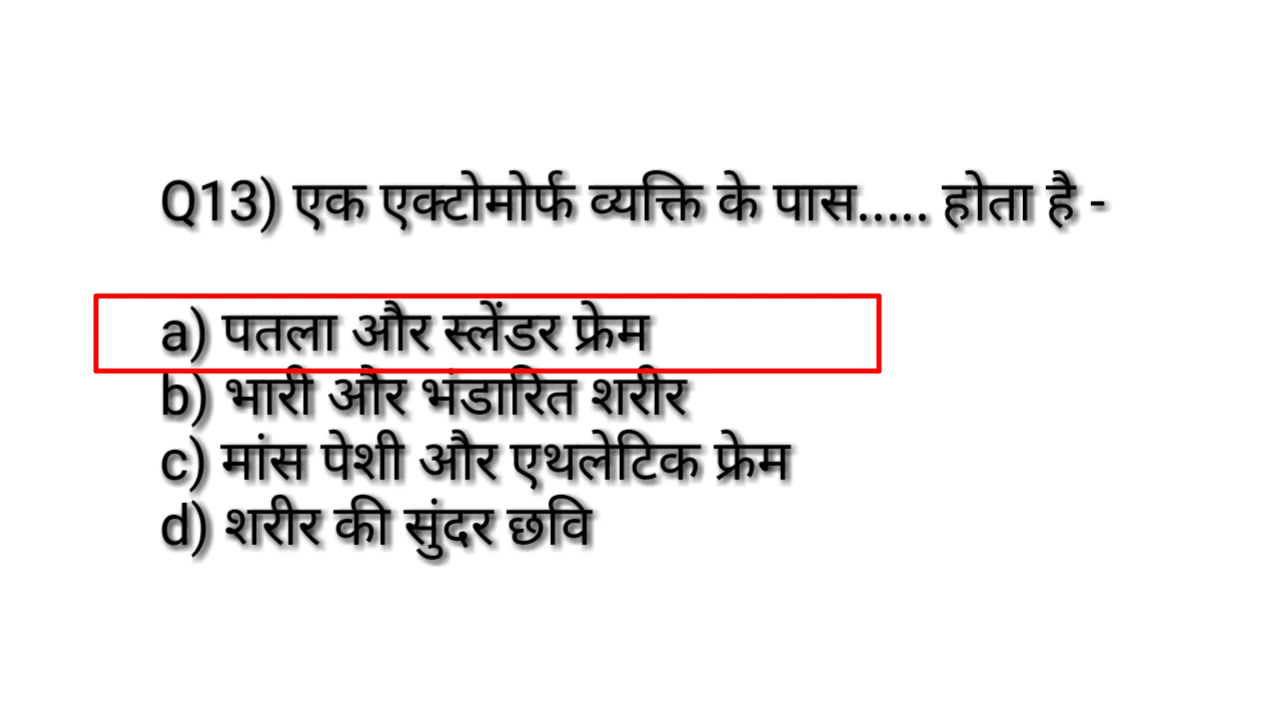 Q13) एक एक्टोमोर्फ व्यक्ति के पास..... होता है -
a) पतला और स्लेंडर फ्रेम
b) भारी और भंडारित शरीर
c) मांस पेशी और एथलेटिक फ्रेम
d) शरीर की सुंदर छवि